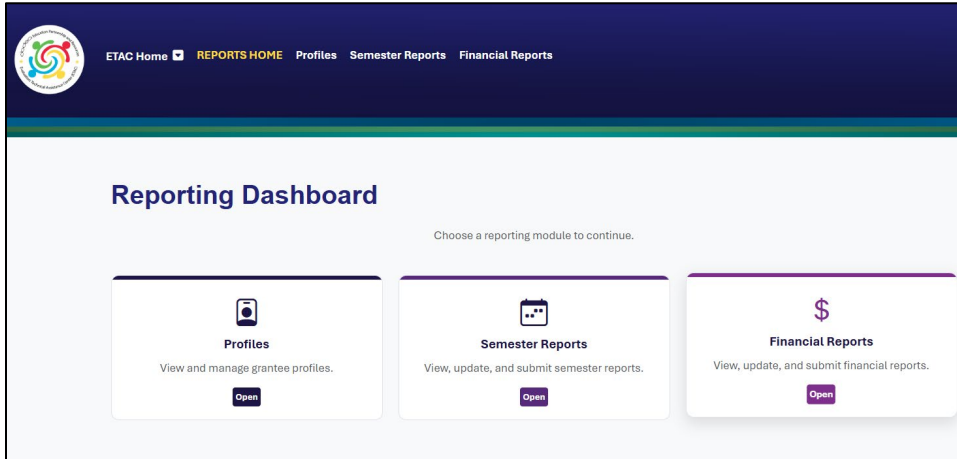 ETAC Home REPORTS HOME Profiles Semester Reports Financial Reports
Reporting Dashboard
Choose a reporting module to continue.
Profiles
View and manage grantee profiles.
Open
Semester Reports
View, update, and submit semester reports.
Open
$
Financial Reports
View, update, and submit financial reports.
Open